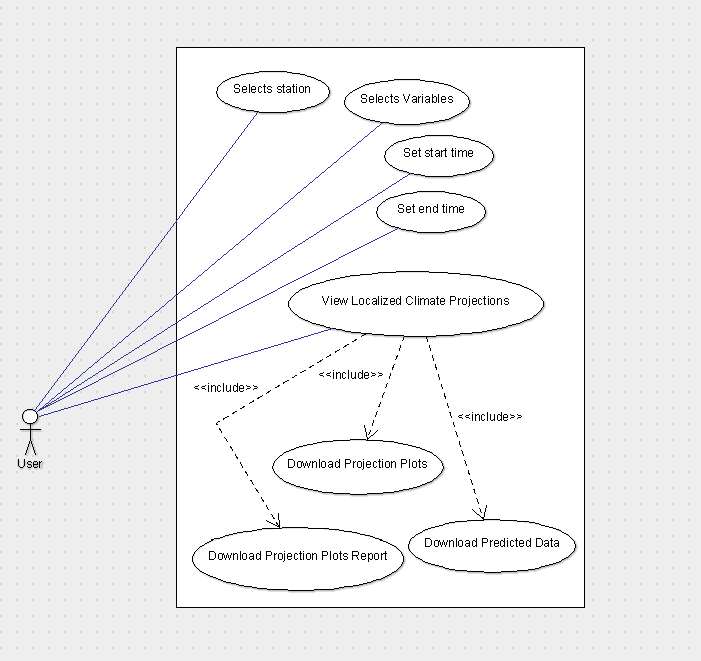 Selects station
Selects Variables
Set start time
Set end time
View Localized Climate Projections
<<include>>
<<include>>
<<include>>
Download Projection Plots
User
Download Predicted Data
Download Projection Plots Report